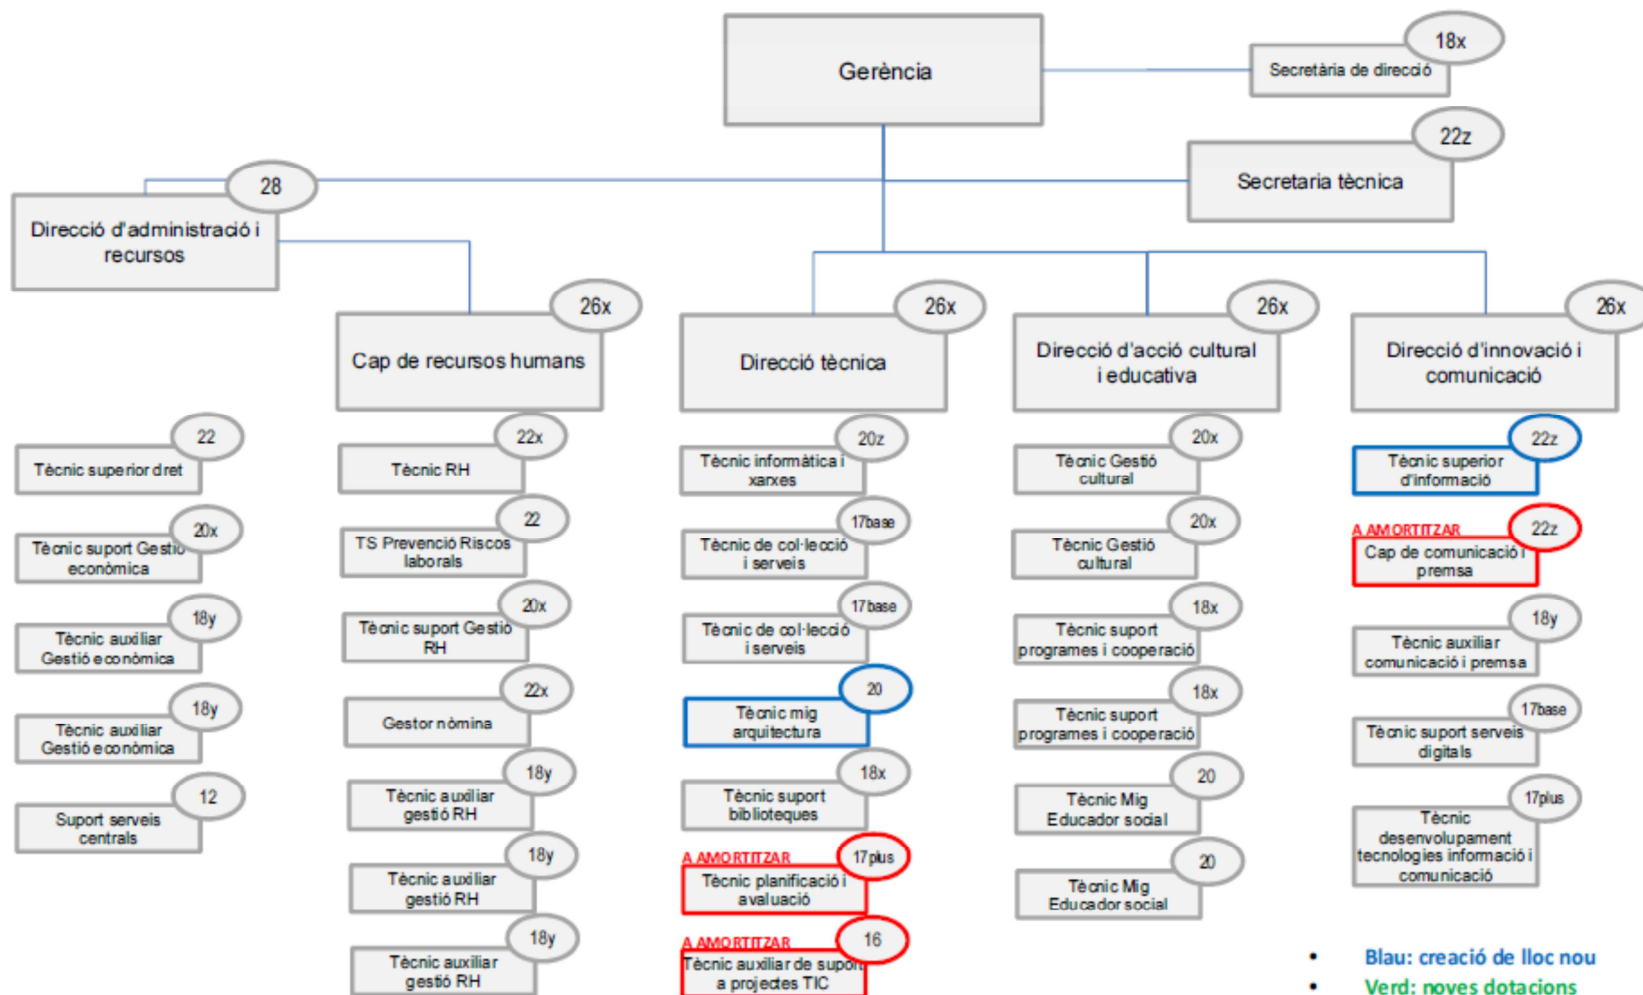 18x
Gerència
Secretària de direcció
22z
Secretaria tècnica
28
Direcció d'administració i
recursos
26x
Cap de recursos humans
26x
Direcció tècnica
26x
Direcció d'acció cultural
i educativa
26x
Direcció d'innovació i
comunicació
22
Tècnic superior dret
20x
Tècnic suport Gestió
econòmica
18y
Tècnic auxiliar
Gestió econòmica
18y
Tècnic auxiliar
Gestió econòmica
12
Suport serveis
centrals
22x
Tècnic RH
22
TS Prevenció Riscos
laborals
20x
Tècnic suport Gestió
RH
22x
Gestor nòmina
18y
Tècnic auxiliar
gestió RH
18y
Tècnic auxiliar
gestió RH
18y
Tècnic auxiliar
gestió RH
20z
Tècnic informàtica i
xarxes
17base
Tècnic de col·lecció
i serveis
17base
Tècnic de col·lecció
i serveis
20
Tècnic mig
arquitectura
18x
Tècnic suport
biblioteques
A AMORTITZAR
17plus
Tècnic planificació i
avaluació
A AMORTITZAR
16
Tècnic auxiliar de suport
a projectes TIC
20x
Tècnic Gestió
cultural
20x
Tècnic Gestió
cultural
18x
Tècnic suport
programes i cooperació
18x
Tècnic suport
programes i cooperació
20
Tècnic Mig
Educador social
20
Tècnic Mig
Educador social
22z
Tècnic superior
d'informació
A AMORTITZAR
22z
Cap de comunicació i
premsa
18y
Tècnic auxiliar
comunicació i premsa
17base
Tècnic suport serveis
digitals
17plus
Tècnic
desenvolupament
tecnologies informació i
comunicació
• Blau: creació de lloc nou
• Verd: noves dotacions